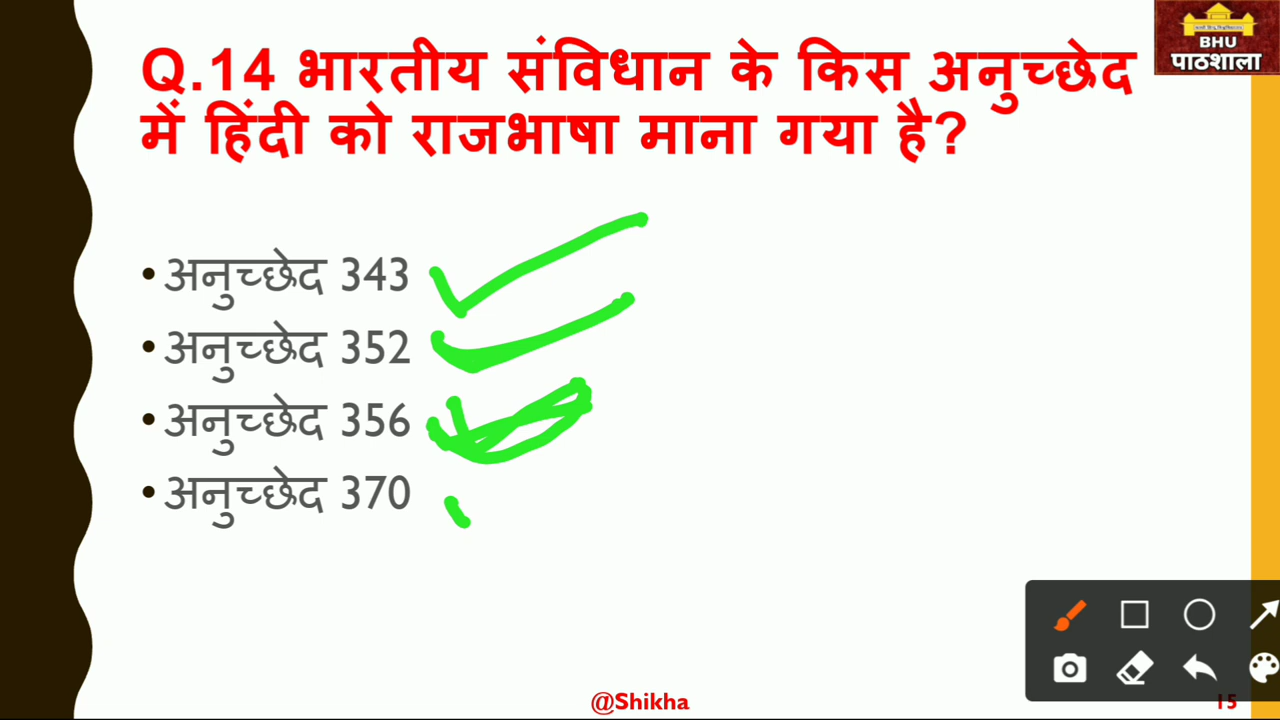 BHU
पाठशाला
Q.14 भारतीय संविधान के किस अनुच्छेद
में हिंदी को राजभाषा माना गया है?
• अनुच्छेद 343
• अनुच्छेद 352
• अनुच्छेद 356
• अनुच्छेद 370
@Shikha
15